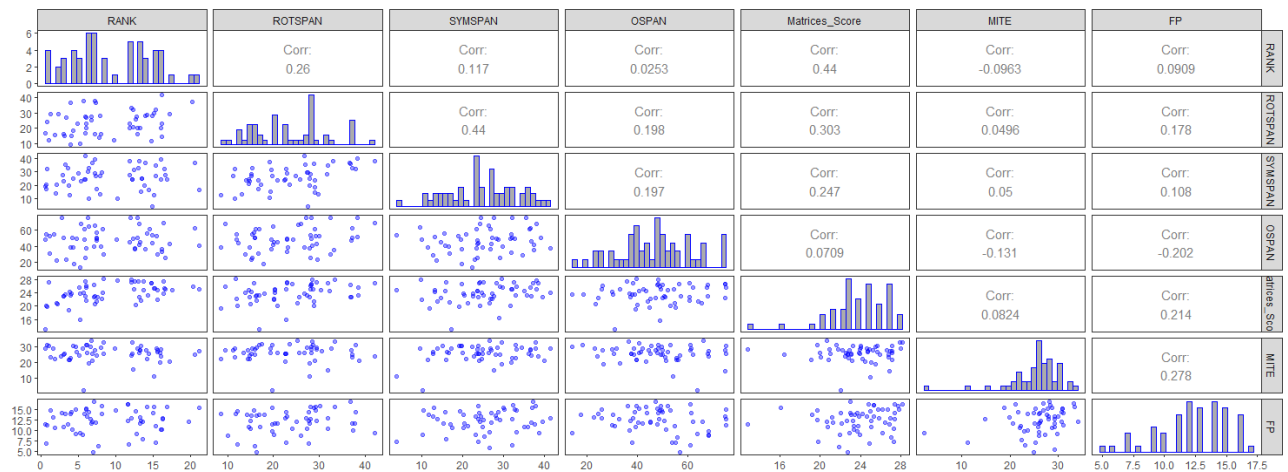 RANK ROTSPAN SYMSPAN OSPAN Matrices_Score MITE FP
6
4
2
0
Corr:
0.26
Corr:
0.117
Corr:
0.0253
Corr:
0.44
Corr:
-0.0963
Corr:
0.0909
RANK
40
30
20
10
Corr:
0.44
Corr:
0.198
Corr:
0.303
Corr:
0.0496
Corr:
0.178
ROTSPAN
40
30
20
10
Corr:
0.197
Corr:
0.247
Corr:
0.05
Corr:
0.108
SYMSPAN
60
40
20
Corr:
0.0709
Corr:
-0.131
Corr:
-0.202
OSPAN
28
24
20
16
Corr:
0.0824
Corr:
0.214
atrices_Sco
30
20
10
Corr:
0.278
MITE
15.0
12.5
10.0
7.5
5.0
FP
0 5 10 15 20 10 20 30 40 10 20 30 40 20 40 60 12 16 20 24 28 10 20 30 5.0 7.5 10.0 12.5 15.0 17.5